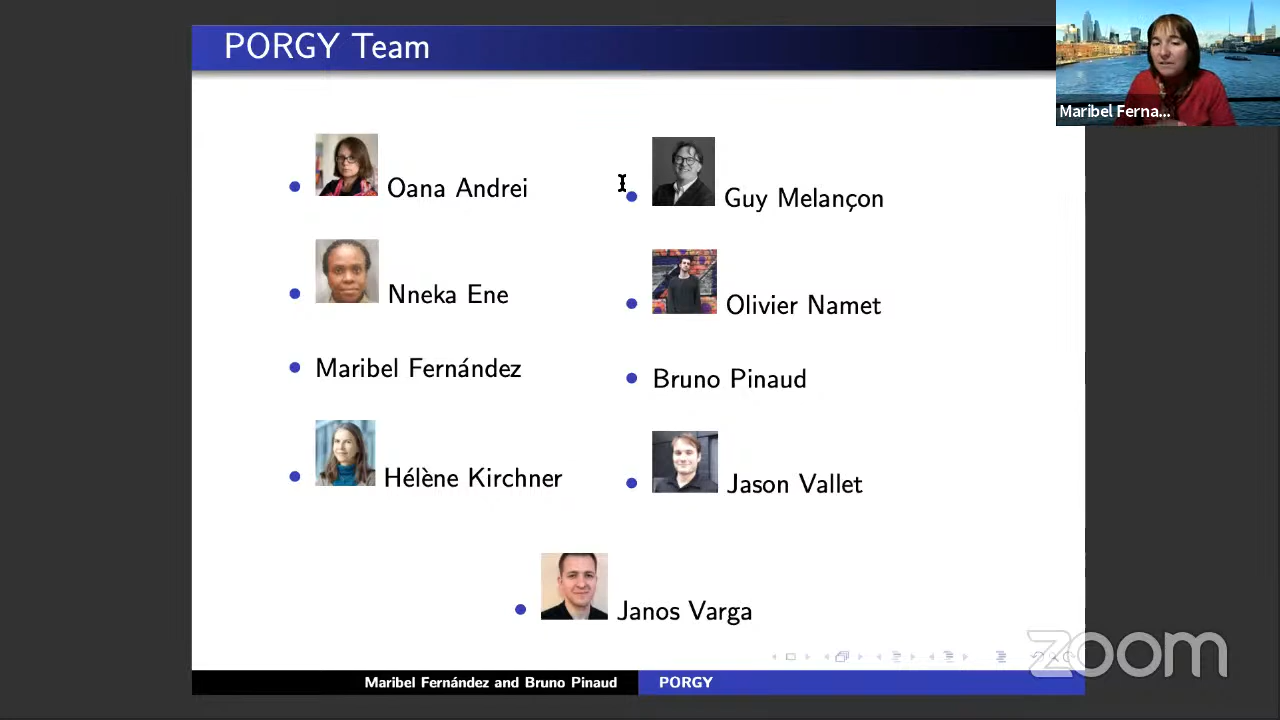 PORGY Team
Maribel Ferna...
Oana Andrei
Guy Melançon
Nneka Ene
Olivier Namet
Maribel Fernández
Bruno Pinaud
Hélène Kirchner
Jason Vallet
Janos Varga
zoom
Maribel Fernández and Bruno Pinaud
PORGY